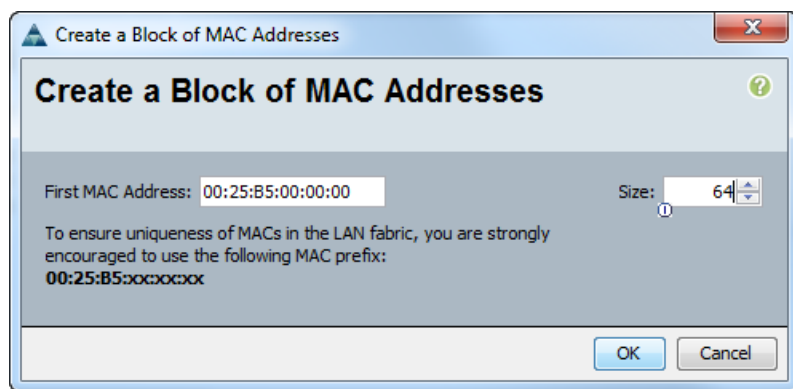 Create a Block of MAC Addresses
Create a Block of MAC Addresses
First MAC Address: 00:25:B5:00:00:00 Size: 64
To ensure uniqueness of MACs in the LAN fabric, you are strongly
encouraged to use the following MAC prefix:
00:25:B5:xx:xx:xx
OK Cancel